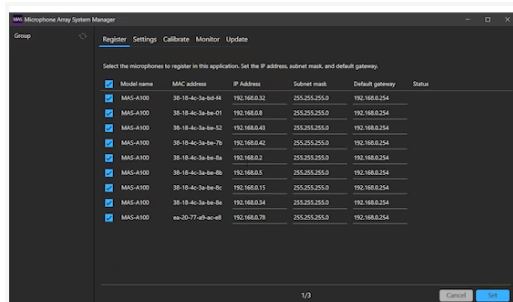 MAS Microphone Array System Manager
Group
Register Settings Calibrate Monitor Update
Select the microphones to register in this application. Set the IP address, subnet mask, and default gateway.
Model name MAC address IP Address Subnet mask Default gateway Status
MAS-A100 38-18-4c-3a-bd-f4 192.168.0.32 255.255.255.0 192.168.0.254
MAS-A100 38-18-4c-3a-be-01 192.168.0.8 255.255.255.0 192.168.0.254
MAS-A100 38-18-4c-3a-be-52 192.168.0.43 255.255.255.0 192.168.0.254
MAS-A100 38-18-4c-3a-be-7b 192.168.0.42 255.255.255.0 192.168.0.254
MAS-A100 38-18-4c-3a-be-8a 192.168.0.2 255.255.255.0 192.168.0.254
MAS-A100 38-18-4c-3a-be-8b 192.168.0.5 255.255.255.0 192.168.0.254
MAS-A100 38-18-4c-3a-be-8c 192.168.0.15 255.255.255.0 192.168.0.254
MAS-A100 38-18-4c-3a-be-8e 192.168.0.34 255.255.255.0 192.168.0.254
MAS-A100 ea-20-77-a9-ac-e8 192.168.0.78 255.255.255.0 192.168.0.254
1/3
Cancel Set